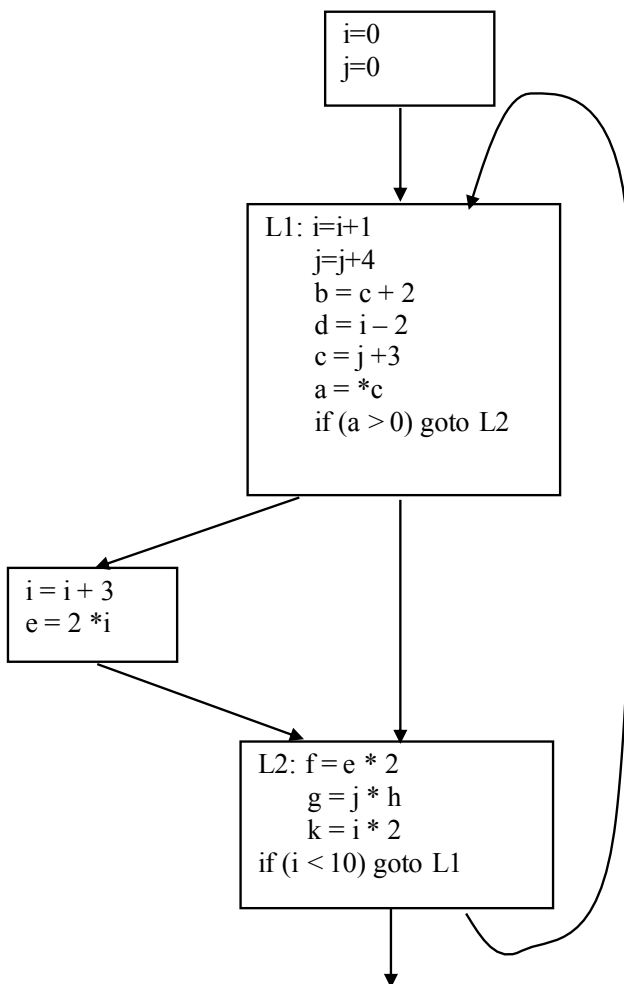 i=0
j=0
L1: i=i+1
j=j+4
b = c + 2
d = i – 2
c = j +3
a = *c
if (a > 0) goto L2
i = i + 3
e = 2 *i
L2: f = e * 2
g = j * h
k = i * 2
if (i < 10) goto L1